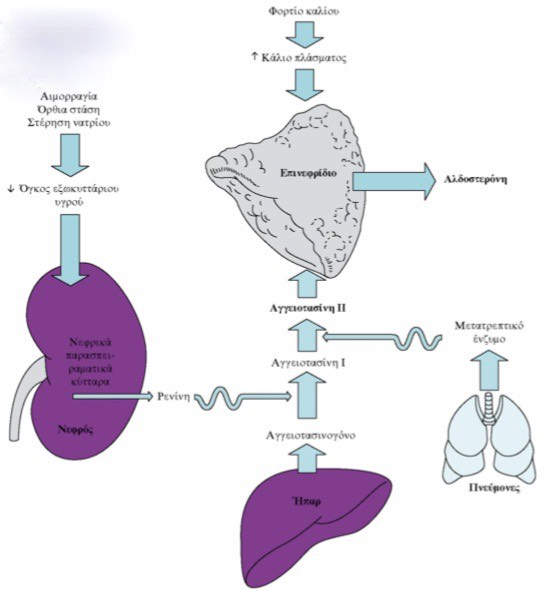 Φορτίο καλίου
↑ Κάλιο πλάσματος
Αιμορραγία
Όρθια στάση
Στέρηση νατρίου
Επινεφρίδιο
Αλδοστερόνη
↓ Όγκος εξωκυττάριου
υγρού
Αγγειοτασίνη ΙΙ
Μετατρεπτικό
ένζυμο
Νεφρικά
παρασπει-
ραματικά
κύτταρα
Αγγειοτασίνη Ι
Ρενίνη
Νεφρός
Αγγειοτασινογόνο
Πνεύμονες
Ήπαρ